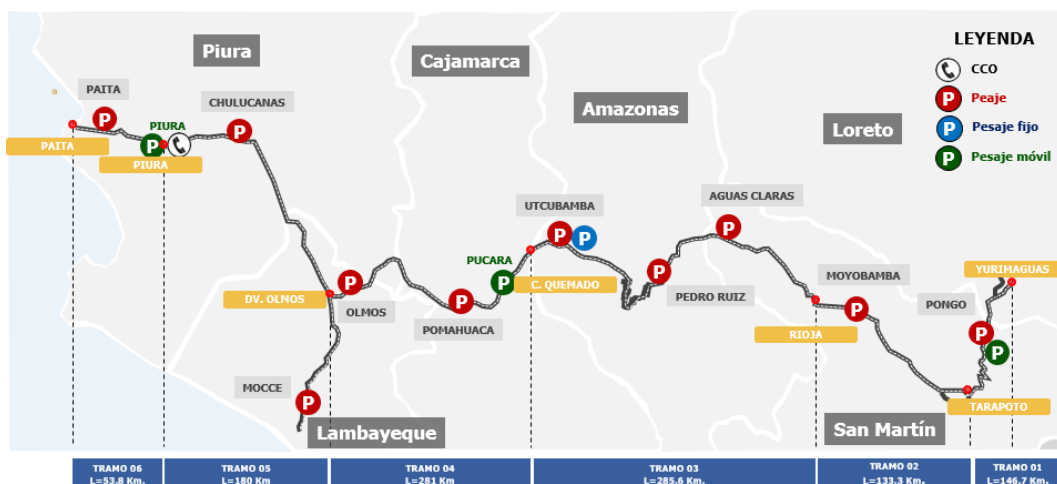 Piura
Cajamarca
Amazonas
Loreto
LEYENDA
CCO
P Peaje
P Pesaje fijo
P Pesaje móvil
PAITA
P
CHULUCANAS
P
PIURA
P
PAITA
PIURA
UTCUBAMBA
P P
AGUAS CLARAS
P
PUCARA
P
C. QUEMADO
P
PEDRO RUIZ
MOYOBAMBA
P
YURIMAGUAS
PONGO
P
P
DV. OLMOS
P
OLMOS
P
POMAHUACA
RIOJA
MOCCE
P
TARAPOTO
Lambayeque
San Martín
TRAMO 06
L=53.8 Km.
TRAMO 05
L=180 Km
TRAMO 04
L=281 Km
TRAMO 03
L=285.6 Km.
TRAMO 02
L=133.3 Km.
TRAMO 01
L=146.7 Km.